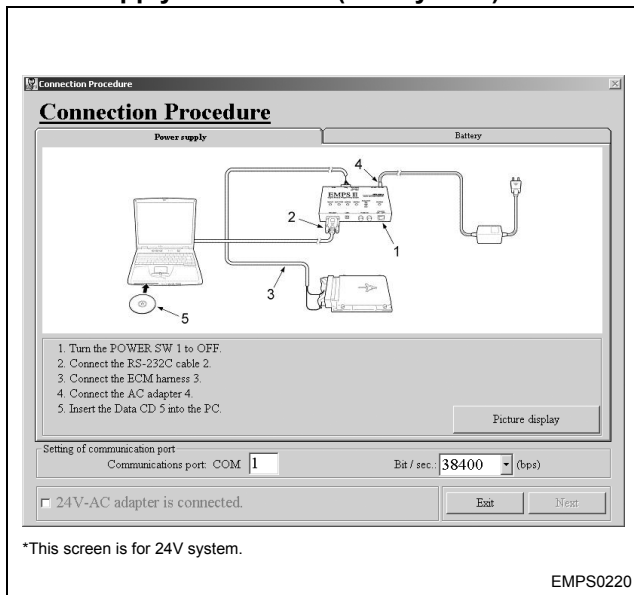 Connection Procedure
Connection Procedure
Power supply
Battery
4
EMPS II
2
1
3
5
1. Turn the POWER SW 1 to OFF.
2. Connect the RS-232C cable 2.
3. Connect the ECM harness 3.
4. Connect the AC adapter 4.
5. Insert the Data CD 5 into the PC.
Picture display
Setting of communication port
Communications port: COM 1
Bit / sec.: 38400 (bps)
24V-AC adapter is connected.
Exit
Next
*This screen is for 24V system.
EMPS0220